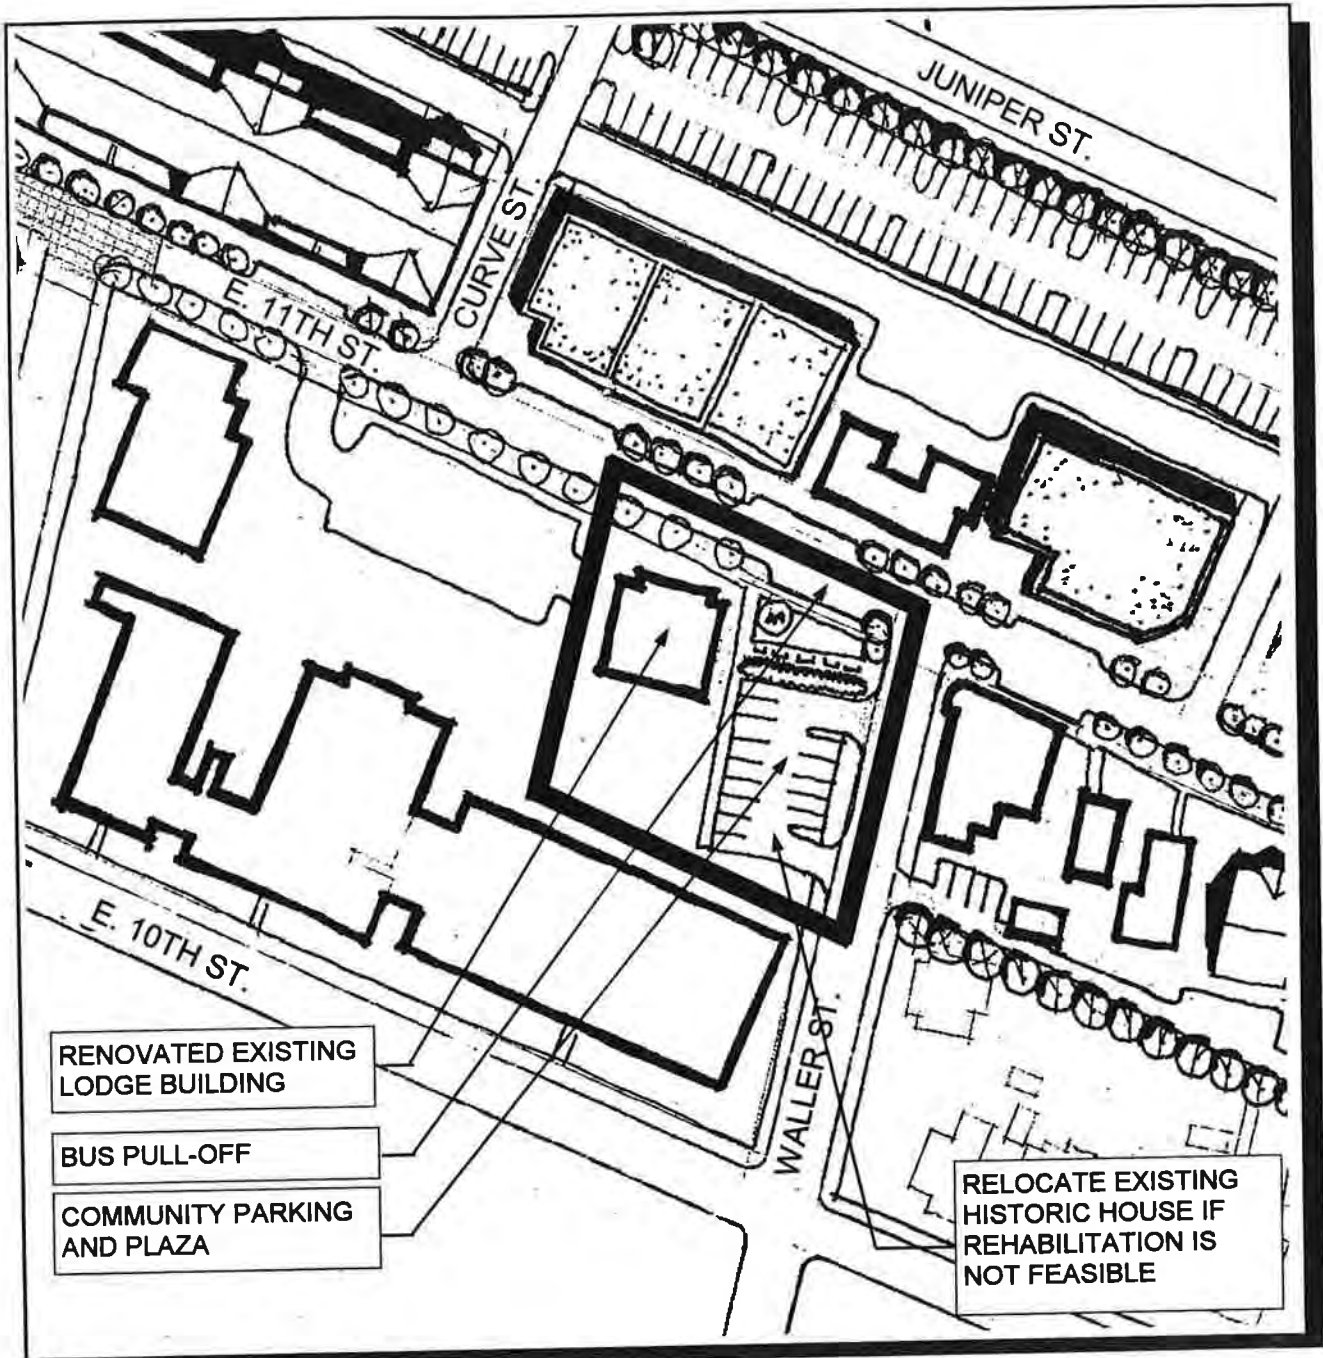 JUNIPER ST.
CURVE ST.
E. 11TH ST
E. 10TH ST.
WALLER ST.
RENOVATED EXISTING
LODGE BUILDING
BUS PULL-OFF
COMMUNITY PARKING
AND PLAZA
RELOCATE EXISTING
HISTORIC HOUSE IF
REHABILITATION IS
NOT FEASIBLE